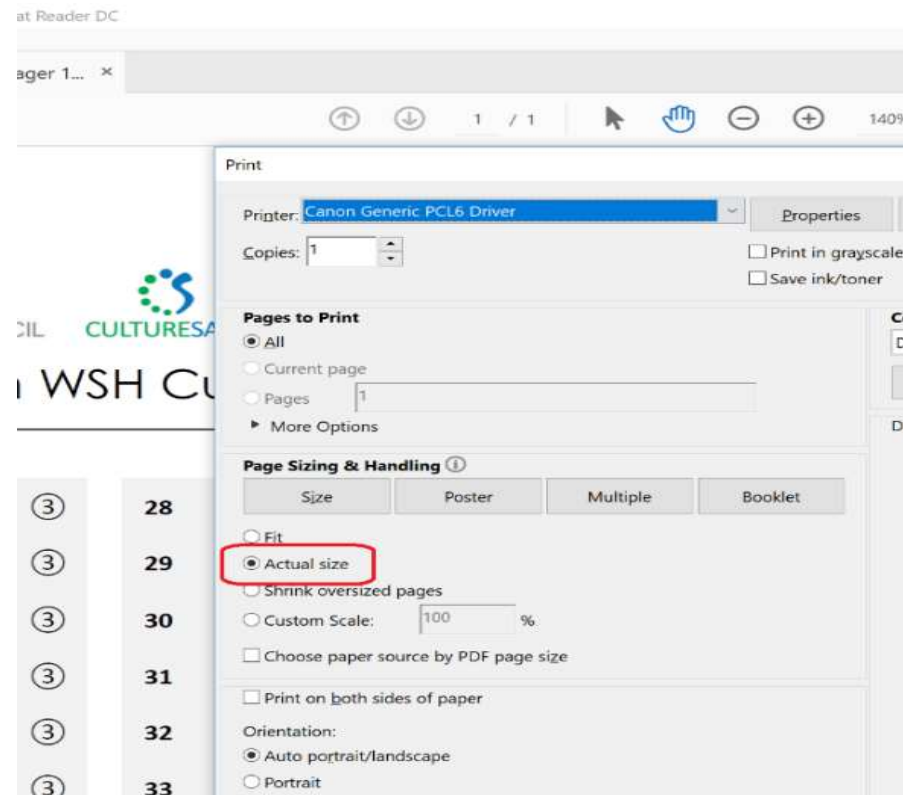 at Reader DC
ager 1... ×
1 / 1
140%
Print
Printer: Canon Generic PCL6 Driver
Properties
Copies: 1
Print in grayscale
Save ink/toner
CIL CULTURESA
WSH Cu
Pages to Print
All
Current page
Pages 1
More Options
Page Sizing & Handling
Size Poster Multiple Booklet
Fit
Actual size
Shrink oversized pages
Custom Scale: 100 %
Choose paper source by PDF page size
Print on both sides of paper
Orientation:
Auto portrait/landscape
Portrait
3 28
3 29
3 30
3 31
3 32
3 33